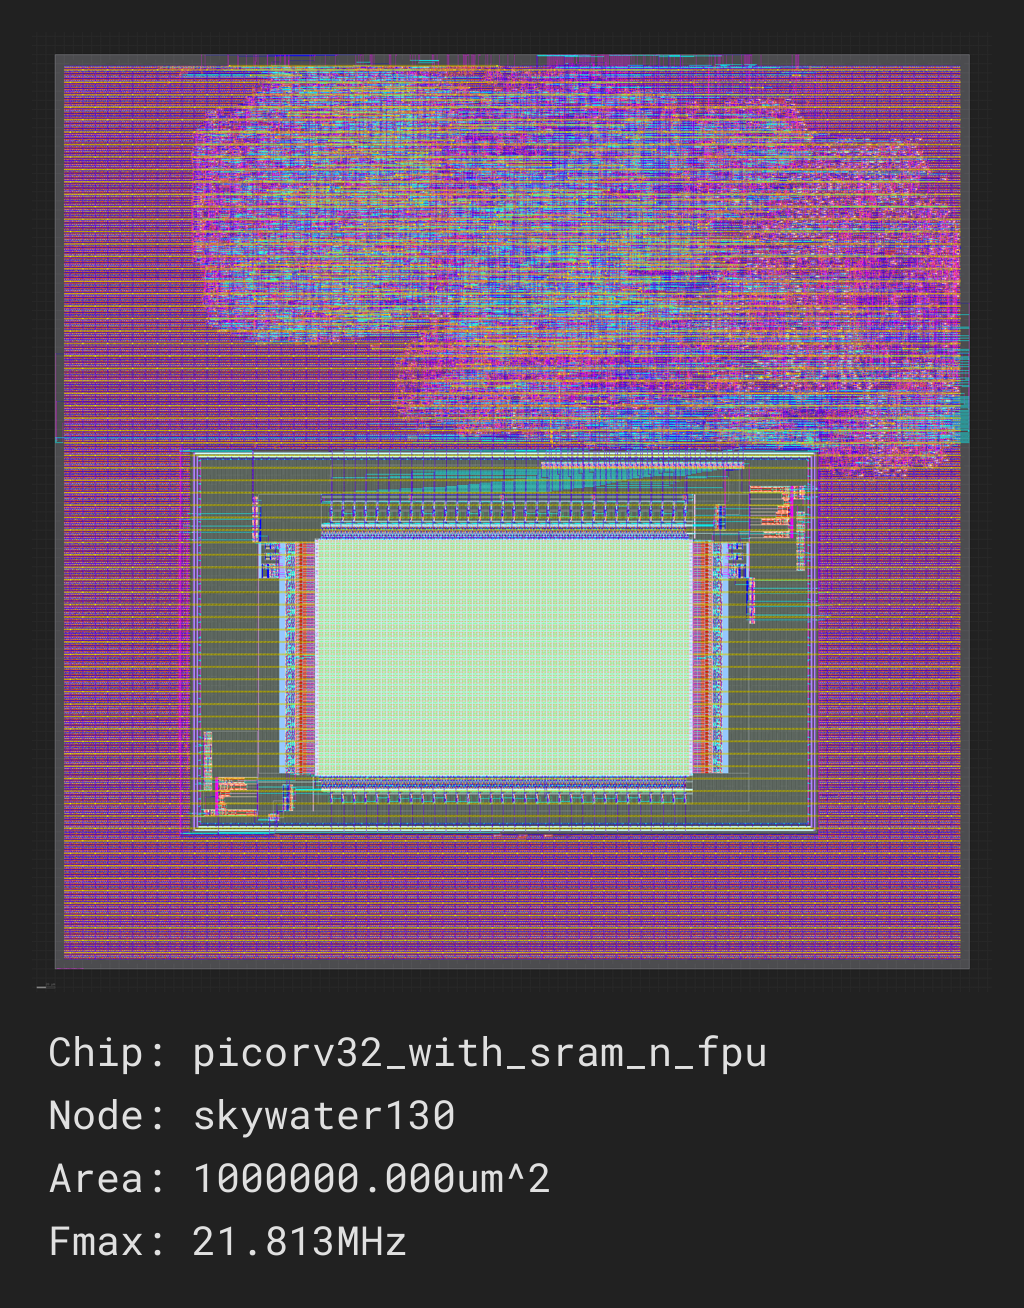 Chip: picorv32_with_sram_n_fpu
Node: skywater130
Area: 1000000.000um^2
Fmax: 21.813MHz